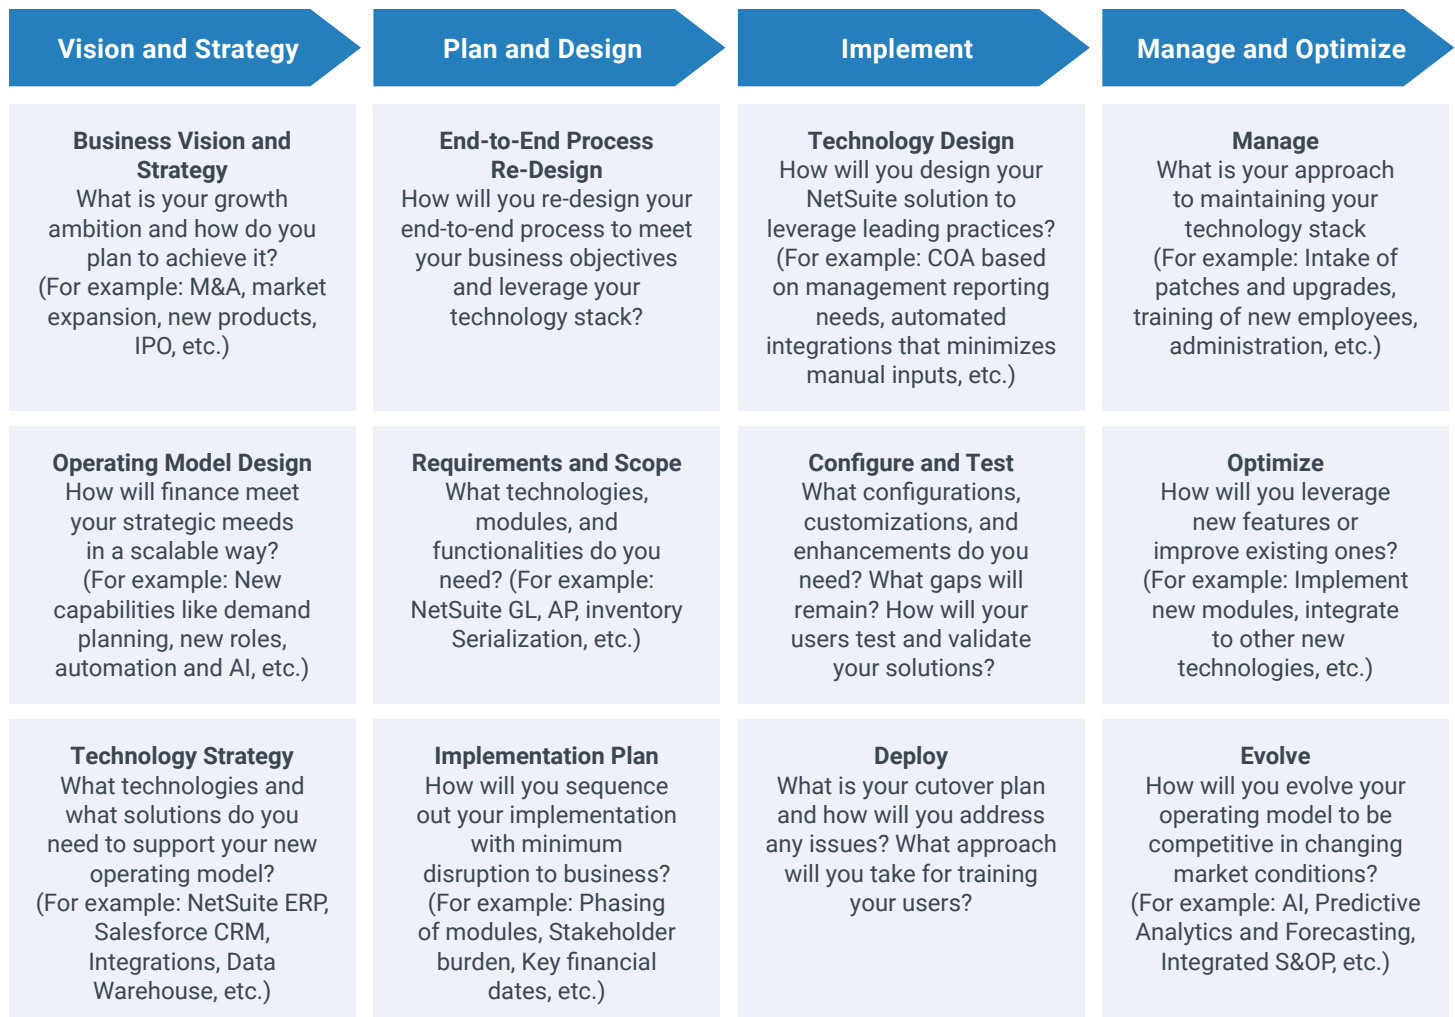 Vision and Strategy
Plan and Design
Implement
Manage and Optimize
Business Vision and
Strategy
What is your growth
ambition and how do you
plan to achieve it?
(For example: M&A, market
expansion, new products,
IPO, etc.)
End-to-End Process
Re-Design
How will you re-design your
end-to-end process to meet
your business objectives
and leverage your
technology stack?
Technology Design
How will you design your
NetSuite solution to
leverage leading practices?
(For example: COA based
on management reporting
needs, automated
integrations that minimizes
manual inputs, etc.)
Manage
What is your approach
to maintaining your
technology stack
(For example: Intake of
patches and upgrades,
training of new employees,
administration, etc.)
Operating Model Design
How will finance meet
your strategic meeds
in a scalable way?
(For example: New
capabilities like demand
planning, new roles,
automation and AI, etc.)
Requirements and Scope
What technologies,
modules, and
functionalities do you
need? (For example:
NetSuite GL, AP, inventory
Serialization, etc.)
Configure and Test
What configurations,
customizations, and
enhancements do you
need? What gaps will
remain? How will your
users test and validate
your solutions?
Optimize
How will you leverage
new features or
improve existing ones?
(For example: Implement
new modules, integrate
to other new
technologies, etc.)
Technology Strategy
What technologies and
what solutions do you
need to support your new
operating model?
(For example: NetSuite ERP,
Salesforce CRM,
Integrations, Data
Warehouse, etc.)
Implementation Plan
How will you sequence
out your implementation
with minimum
disruption to business?
(For example: Phasing
of modules, Stakeholder
burden, Key financial
dates, etc.)
Deploy
What is your cutover plan
and how will you address
any issues? What approach
will you take for training
your users?
Evolve
How will you evolve your
operating model to be
competitive in changing
market conditions?
(For example: AI, Predictive
Analytics and Forecasting,
Integrated S&OP, etc.)